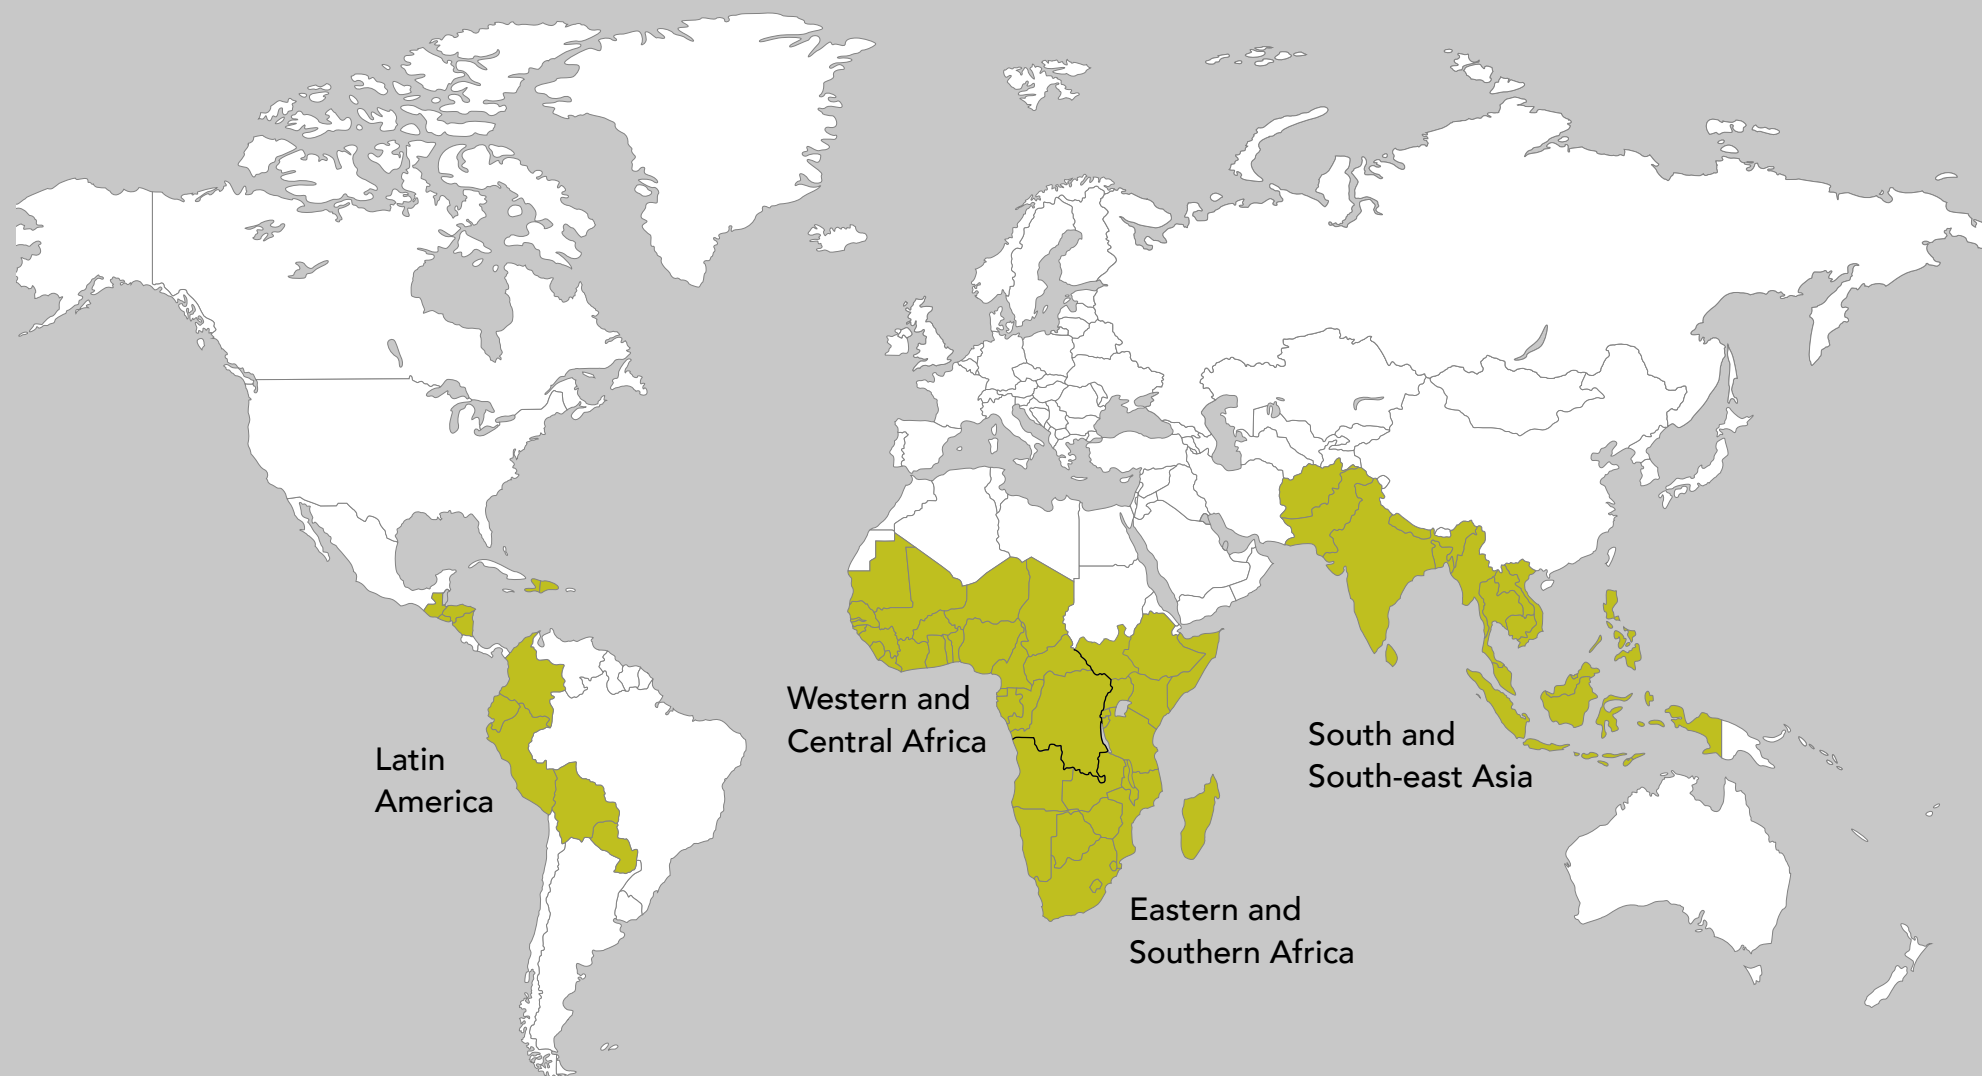 Latin
America
Western and
Central Africa
Eastern and
Southern Africa
South and
South-east Asia